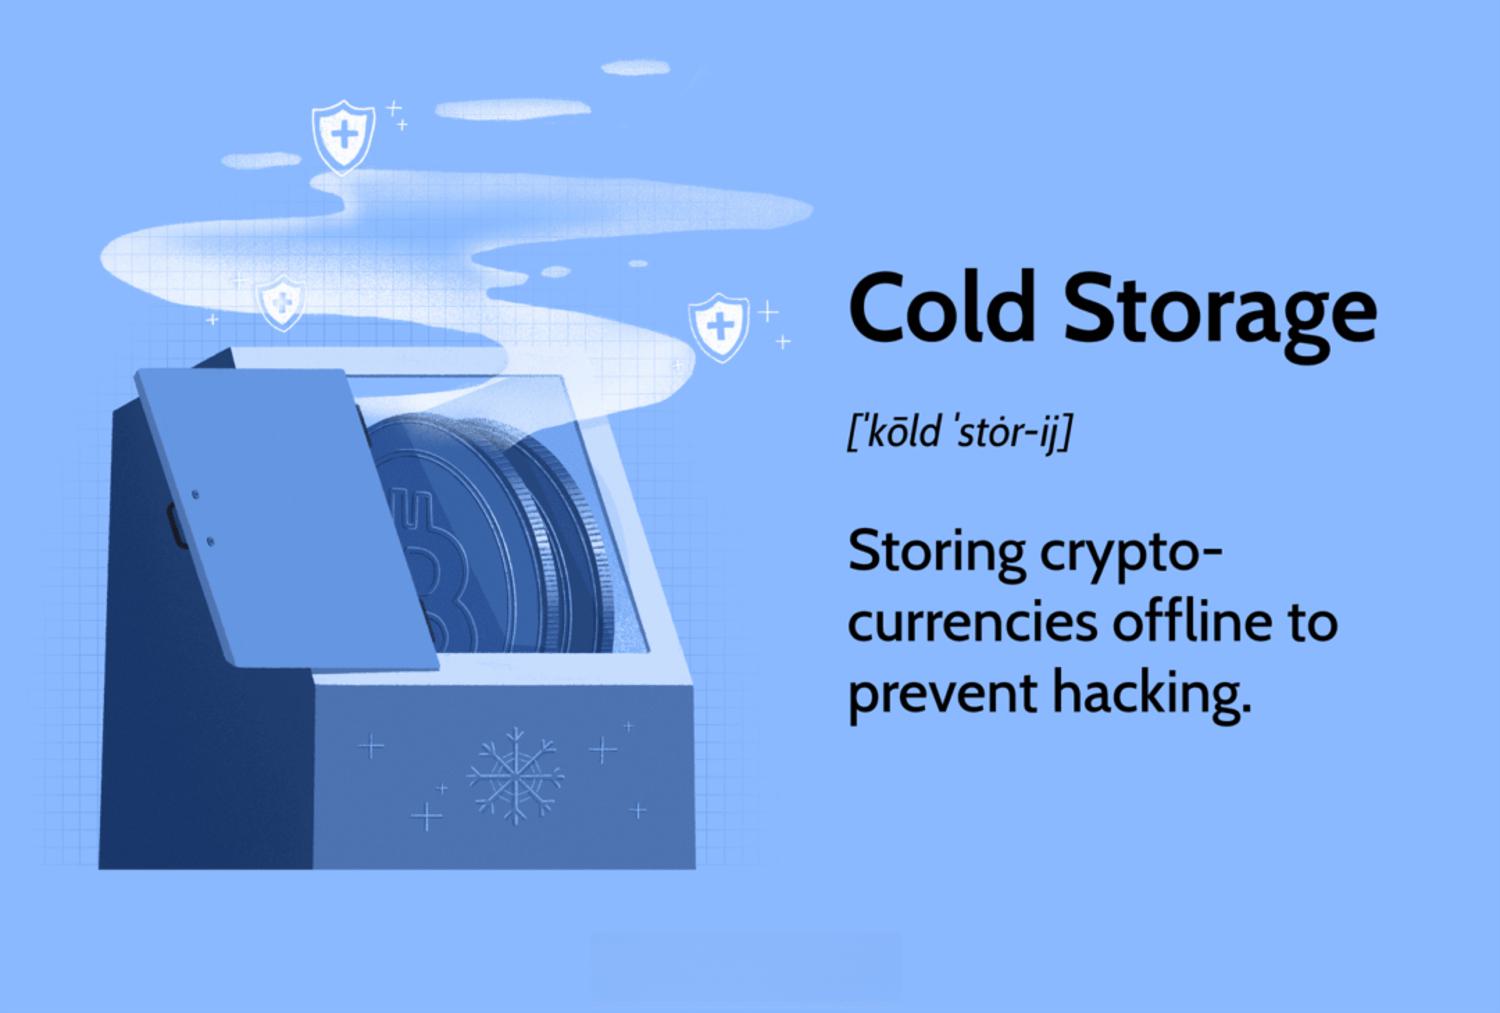 Cold Storage
['kōld 'stȯr-ij]
Storing crypto-
currencies offline to
prevent hacking.